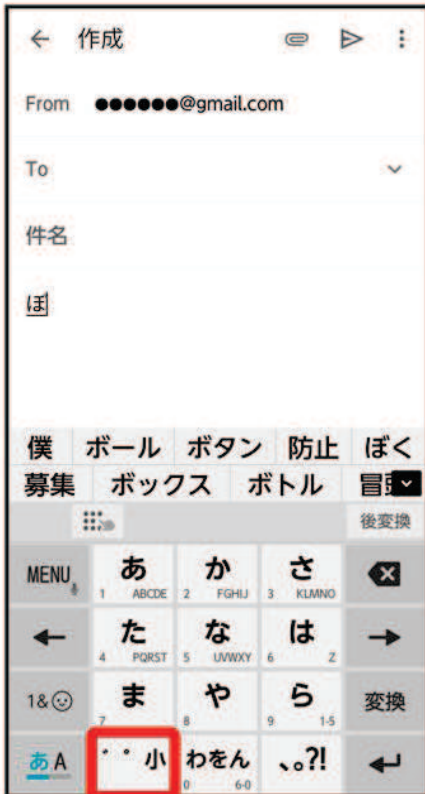 作成
From ●●●●●●@gmail.com
To
件名
ぼ
僕 ボール ボタン 防止 ぼく
募集 ボックス ボトル 冒
後変換
MENU あ 1 ABCDE か 2 FGHIJ さ 3 KLMNO
た 4 PQRST な 5 UVWXY は 6 Z
1& ま 7 や 8 ら 9 1-5 変換
あA ゛゜小 わをん 0 6-0 、。?!